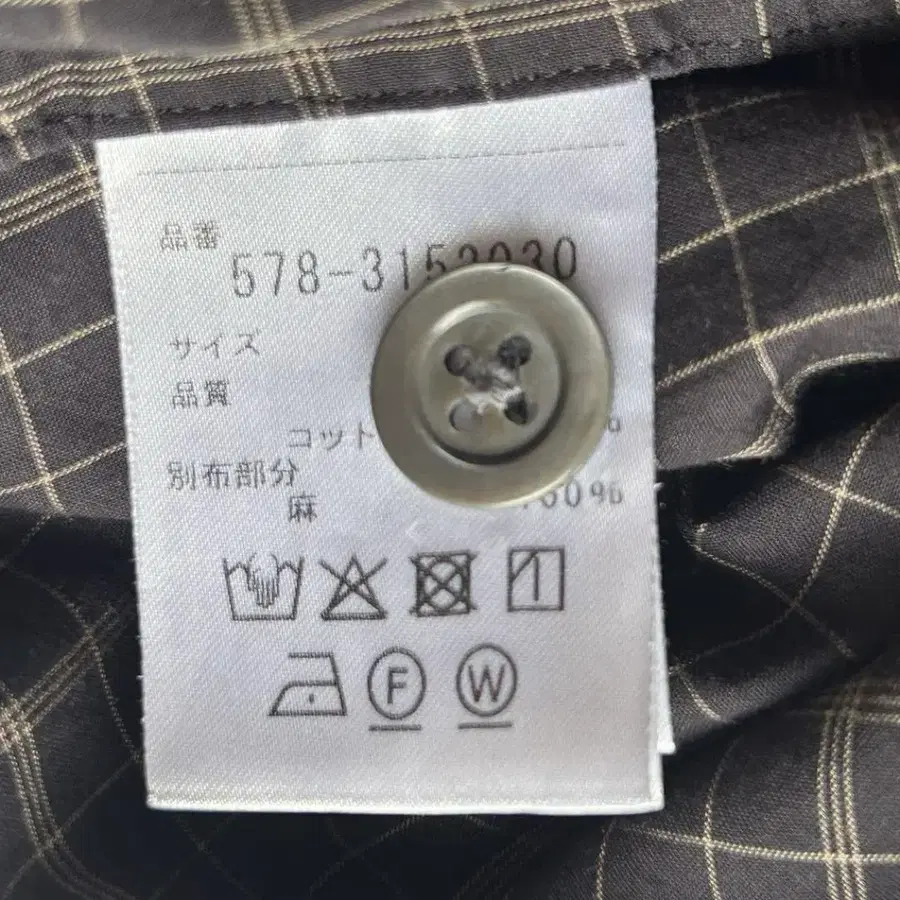 品番
578-3153030
サイズ
品質
コット
別布部分
麻 100%
F W